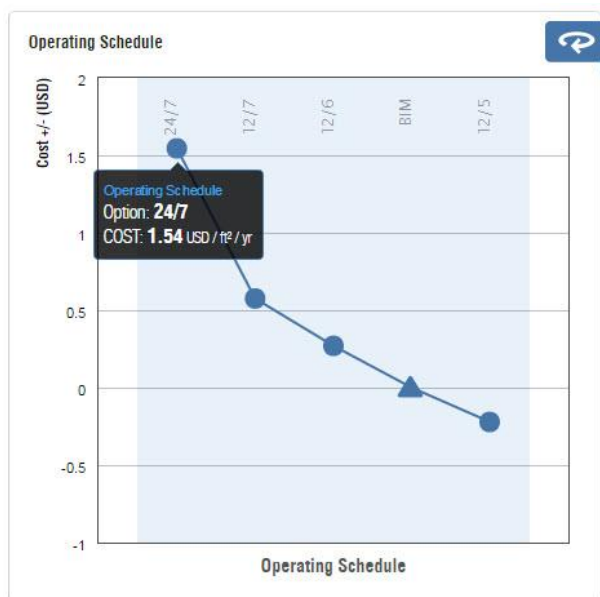 Operating Schedule
Cost +/- (USD)
2
1.5
1
0.5
0
-0.5
-1
24/7
12/7
12/6
BIM
12/5
Operating Schedule
Option: 24/7
COST: 1.54 USD / ft² / yr
Operating Schedule